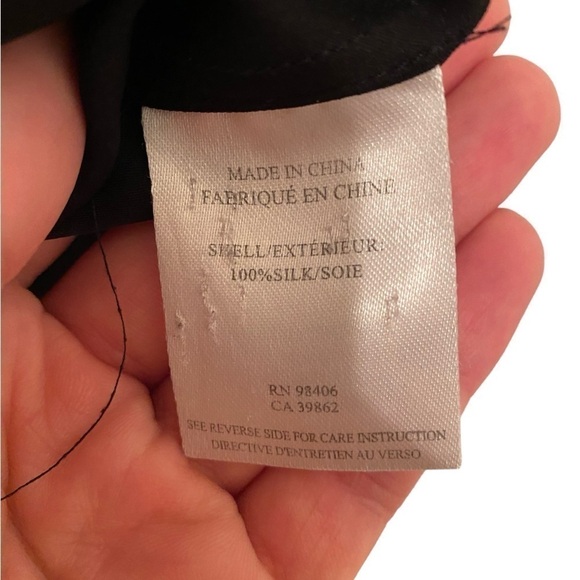 MADE IN CHINA
FABRIQUÉ EN CHINE
SHELL/EXTÉRIEUR:
100%SILK/SOIE
RN 98406
CA 39862
SEE REVERSE SIDE FOR CARE INSTRUCTION
DIRECTIVE D'ENTRETIEN AU VERSO